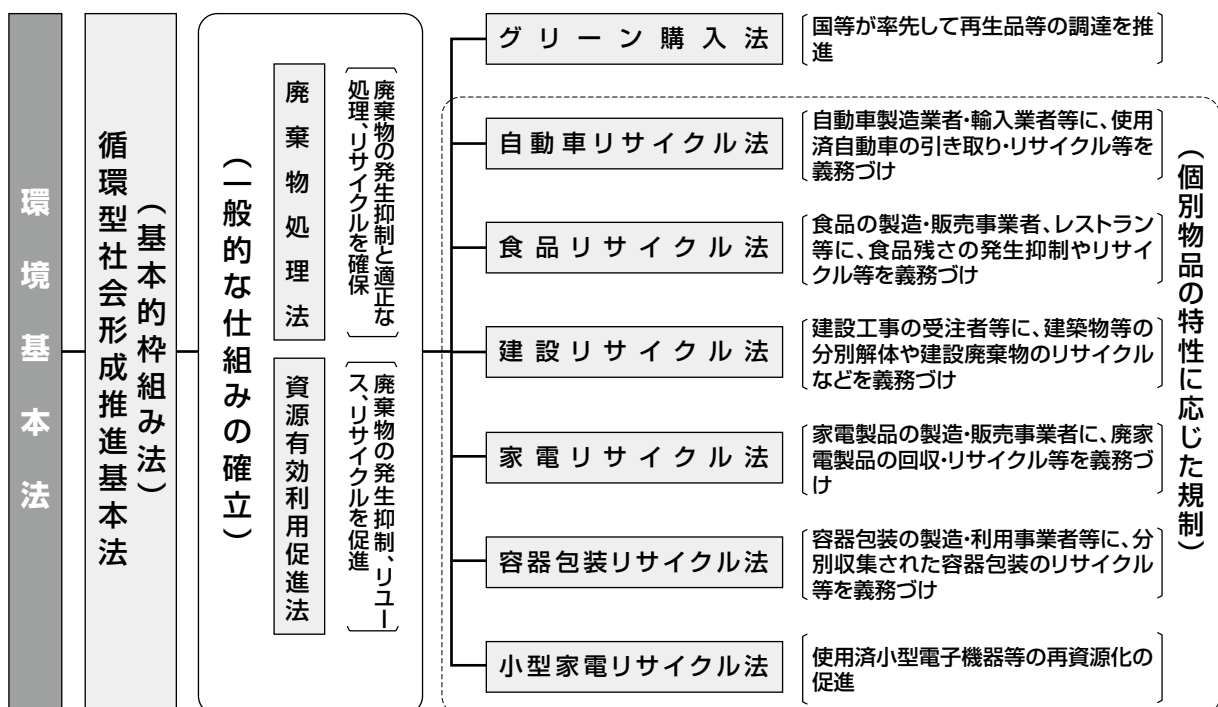 環境基本法
循環型社会形成推進基本法
（基本的枠組み法）
（一般的な仕組みの確立）
廃棄物処理法
廃棄物の発生抑制と適正な
処理、リサイクルを確保
資源有効利用促進法
廃棄物の発生抑制、リユー
ス、リサイクルを促進
グリーン購入法
国等が率先して再生品等の調達を推
進
自動車リサイクル法
自動車製造業者・輸入業者等に、使用
済自動車の引き取り・リサイクル等を
義務づけ
食品リサイクル法
食品の製造・販売事業者、レストラン
等に、食品残さの発生抑制やリサイ
クル等を義務づけ
建設リサイクル法
建設工事の受注者等に、建築物等の
分別解体や建設廃棄物のリサイクル
などを義務づけ
家電リサイクル法
家電製品の製造・販売事業者に、廃家
電製品の回収・リサイクル等を義務づ
け
容器包装リサイクル法
容器包装の製造・利用事業者等に、分
別収集された容器包装のリサイクル
等を義務づけ
小型家電リサイクル法
使用済小型電子機器等の再資源化の
促進
（個別物品の特性に応じた規制）